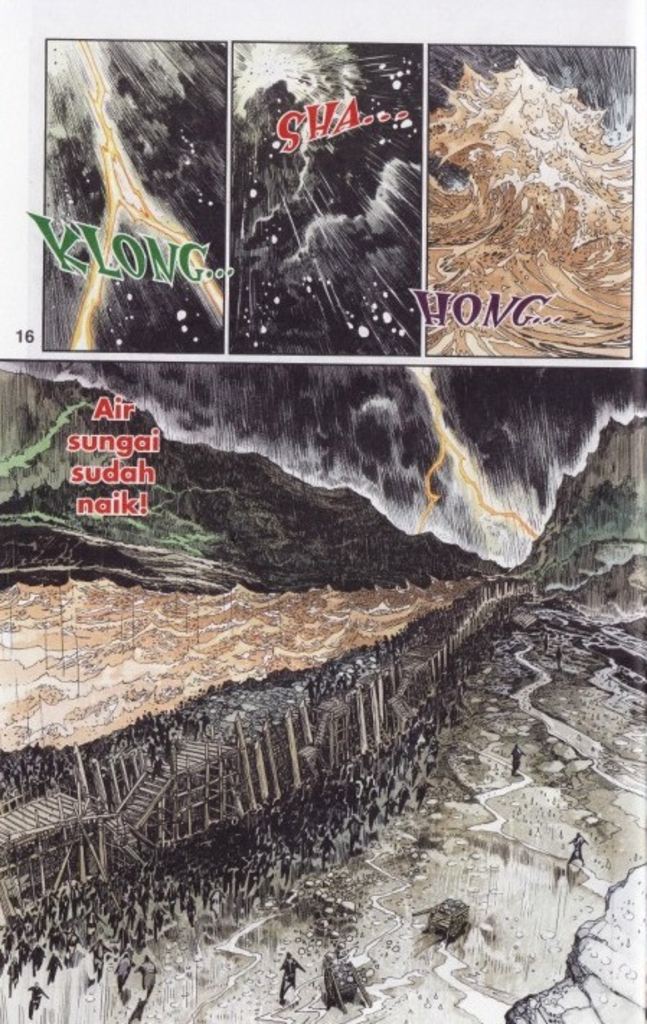 KLONG...
SHA...
HONG....
16
Air
sungai
sudah
naik!